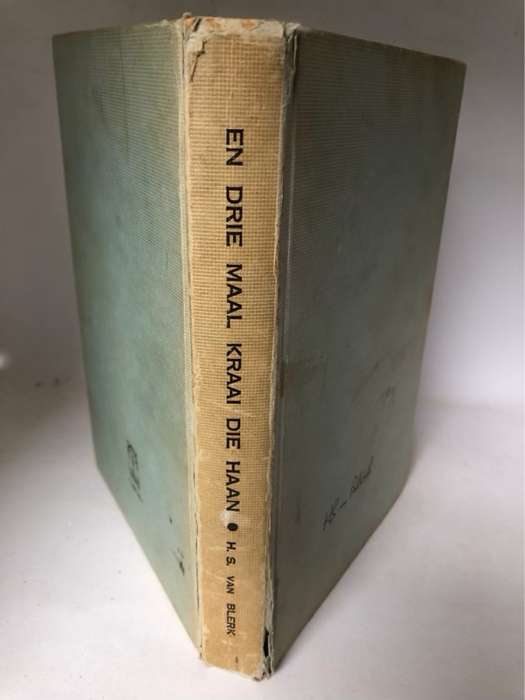 EN DRIE MAAL KRAAI DIE HAAN ● H. S. VAN BLERK